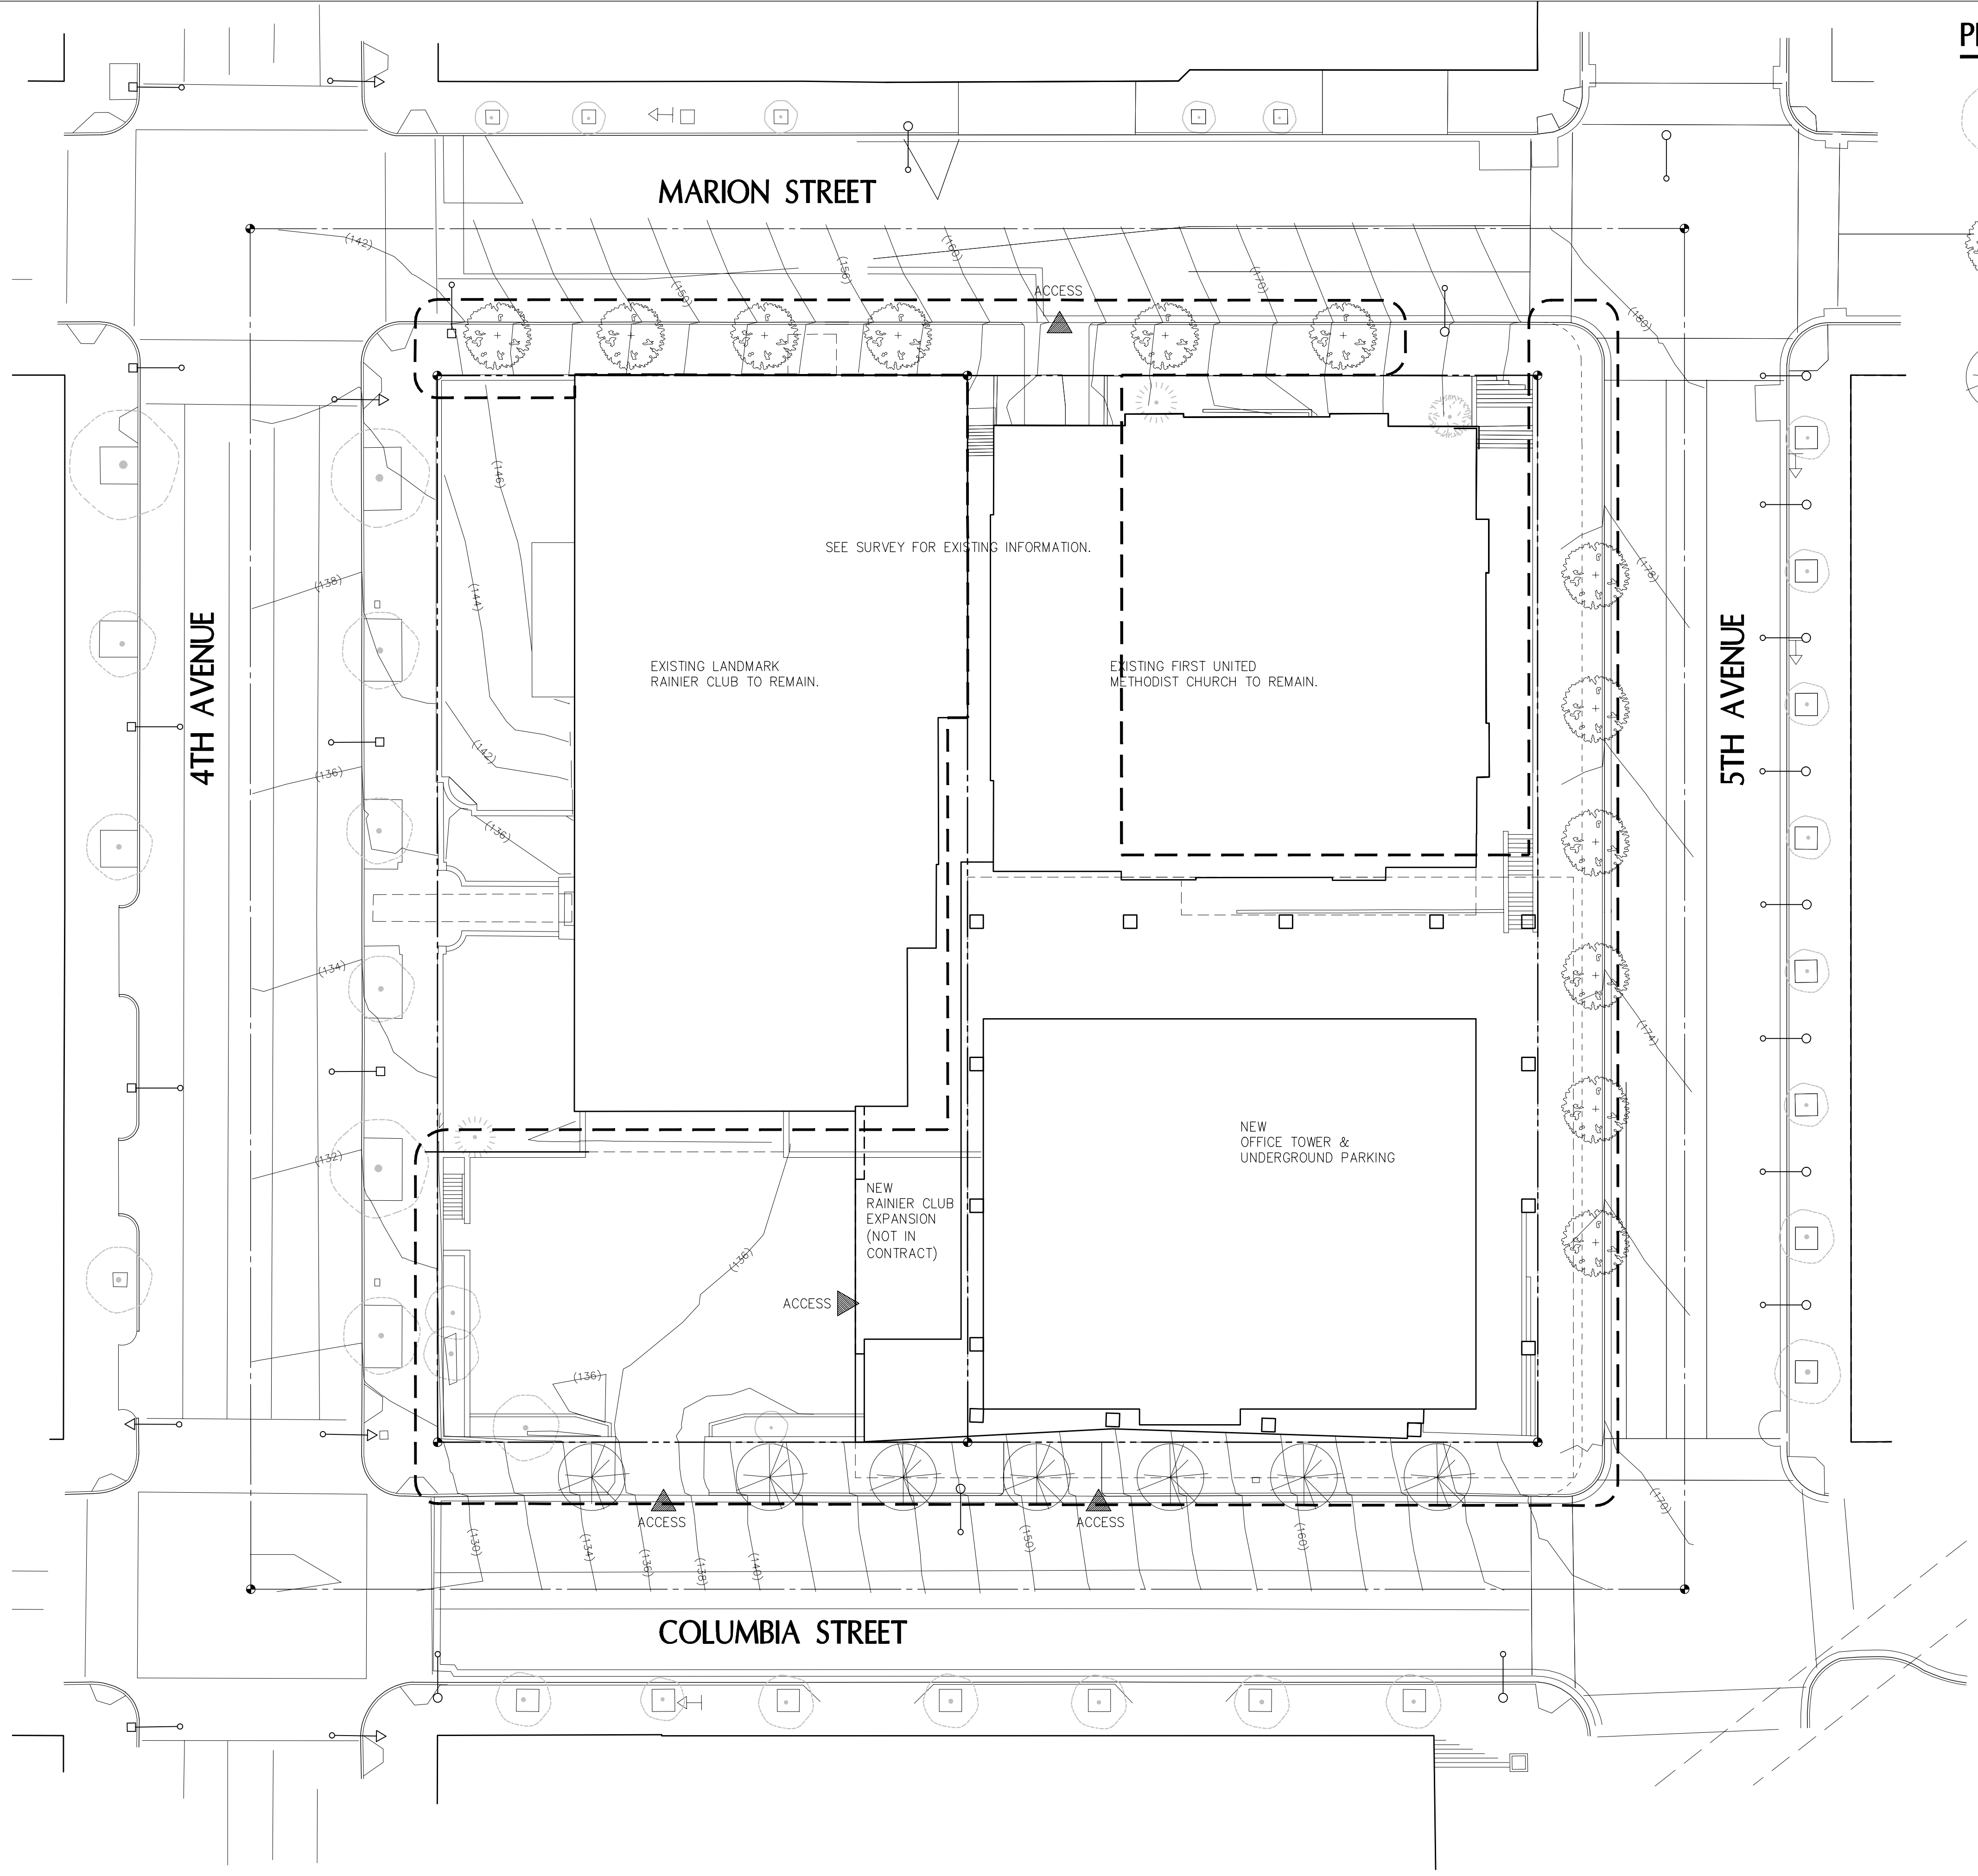 MARION STREET
(142)
(150)
(156)
(160)
(170)
(180)
ACCESS
(146)
SEE SURVEY FOR EXISTING INFORMATION.
(138)
(144)
(178)
4TH AVENUE
EXISTING LANDMARK
RAINIER CLUB TO REMAIN.
EXISTING FIRST UNITED
METHODIST CHURCH TO REMAIN.
5TH AVENUE
(142)
(136)
(136)
(134)
(174)
(132)
NEW
OFFICE TOWER &
UNDERGROUND PARKING
NEW
RAINIER CLUB
EXPANSION
(NOT IN
CONTRACT)
(136)
ACCESS
(136)
(170)
ACCESS
ACCESS
(130)
(134)
(136)
(138)
(140)
(150)
(160)
COLUMBIA STREET